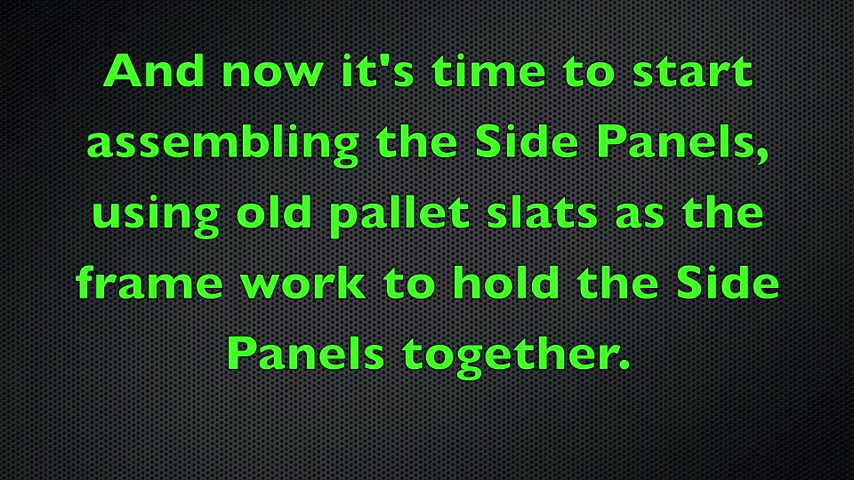 And now it's time to start
assembling the Side Panels,
using old pallet slats as the
frame work to hold the Side
Panels together.